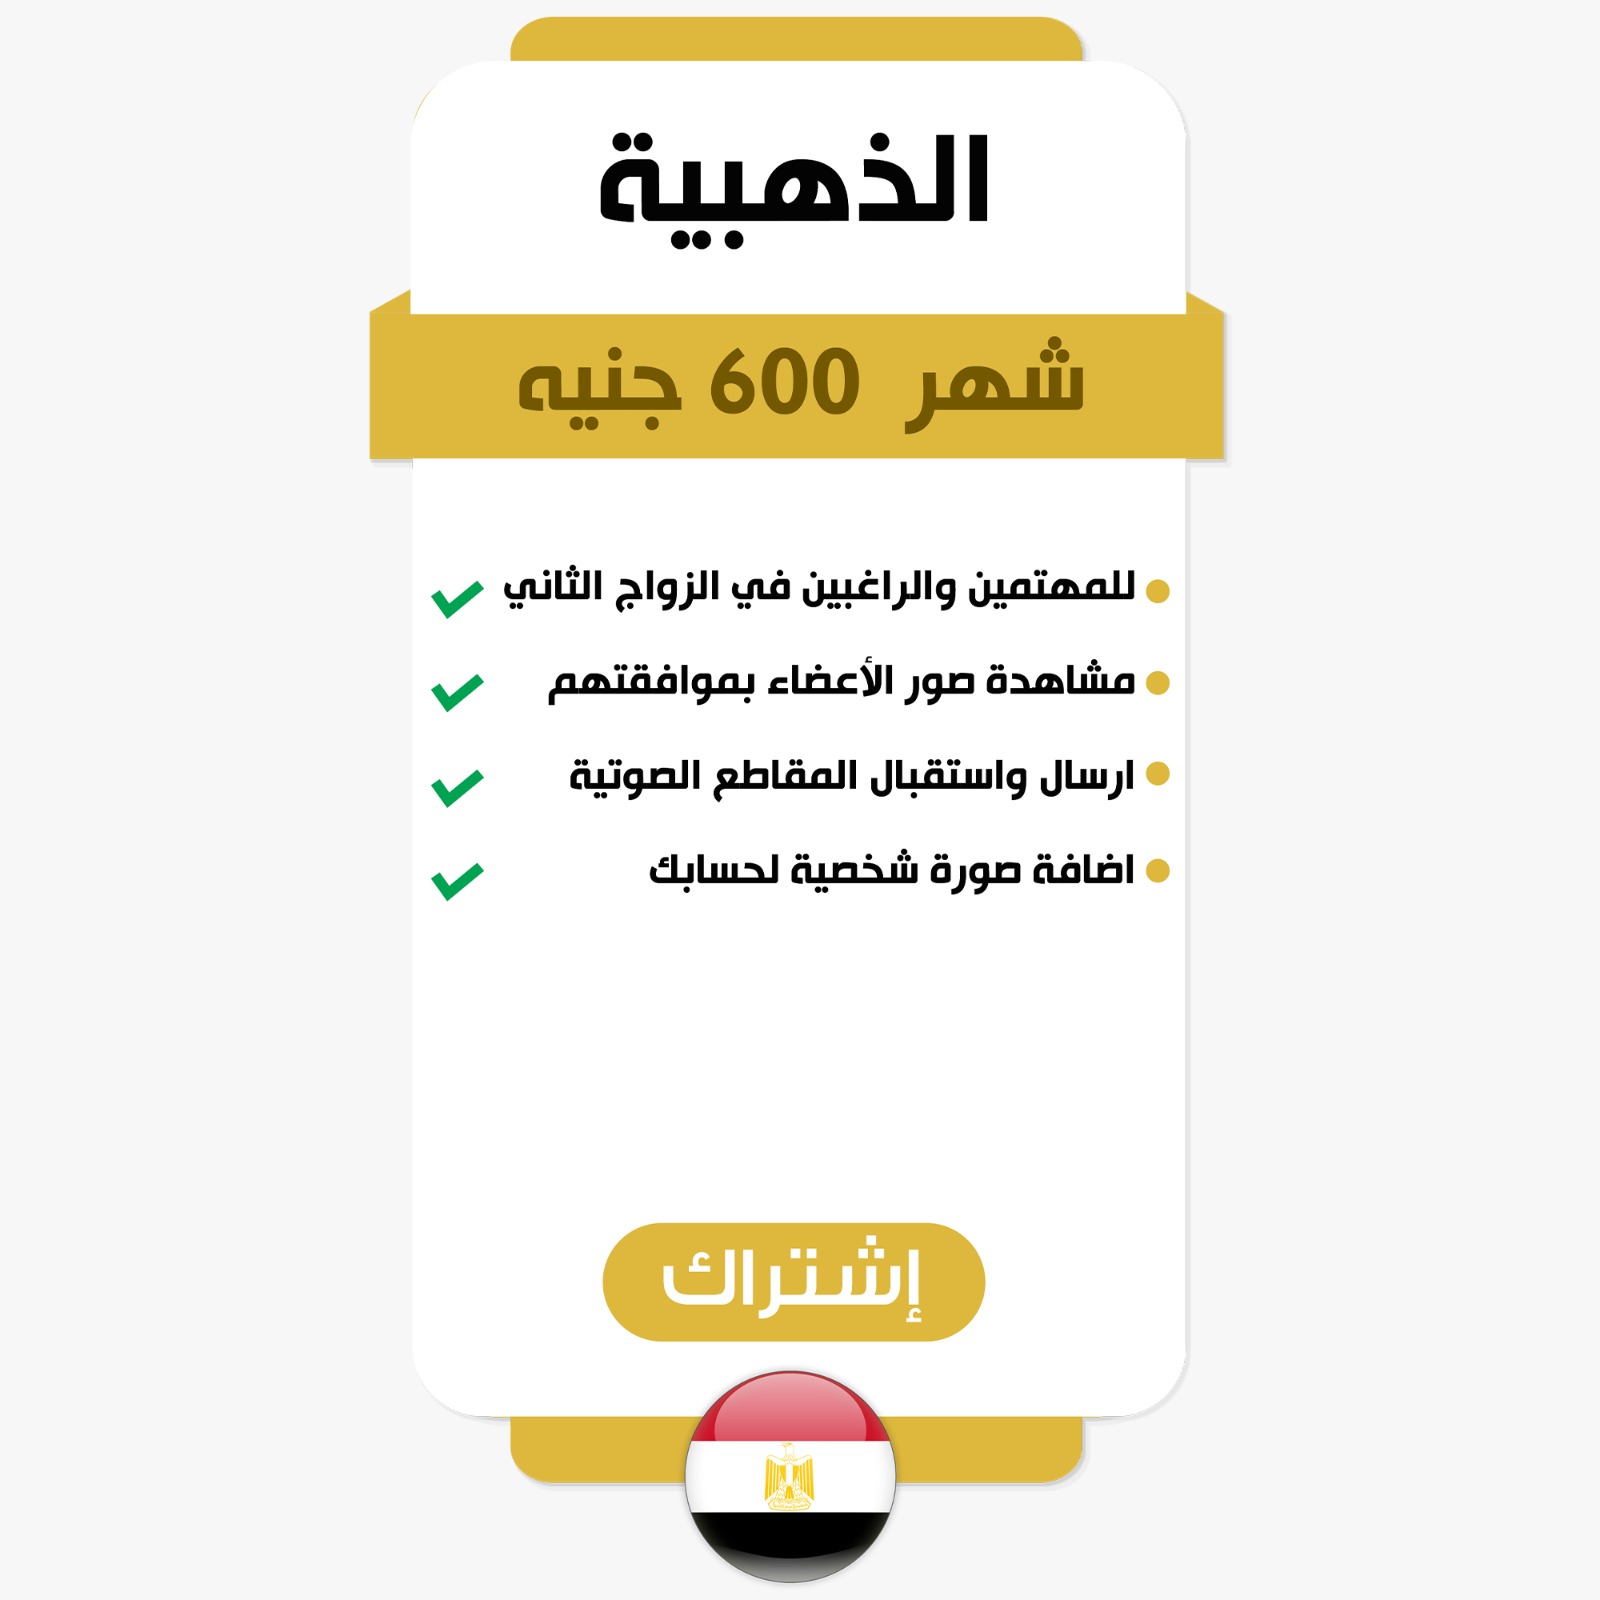 الذهبية
شهر 600 جنيه
للمهتمين والراغبين في الزواج الثاني
مشاهدة صور الأعضاء بموافقتهم
ارسال واستقبال المقاطع الصوتية
اضافة صورة شخصية لحسابك
إشتراك